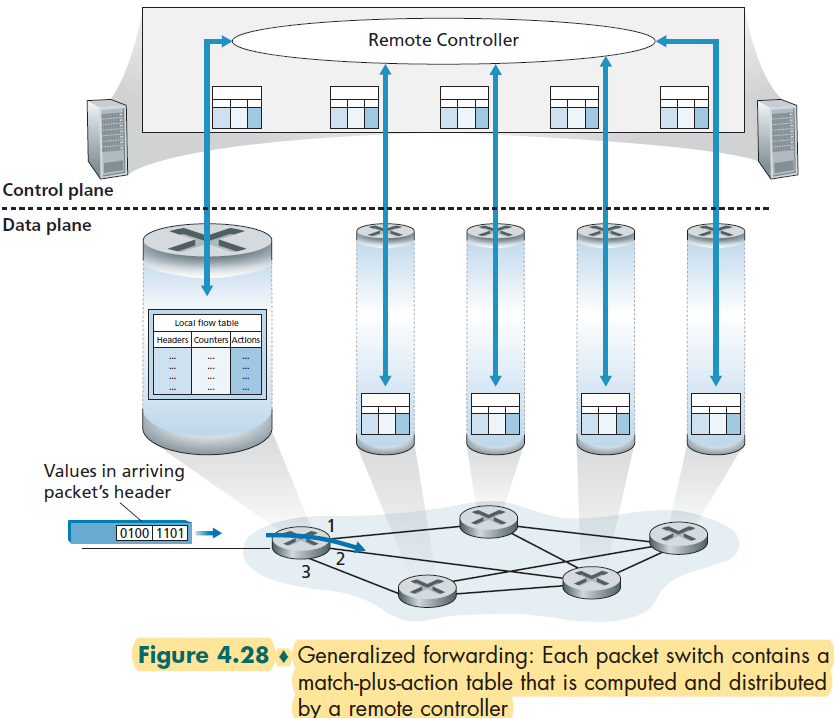 Remote Controller
Control plane
Data plane
Local flow table
Headers Counters Actions
... ... ...
... ... ...
... ... ...
... ... ...
Values in arriving
packet's header
0100 1101
1
2
3
Figure 4.28 ♦ Generalized forwarding: Each packet switch contains a
match-plus-action table that is computed and distributed
by a remote controller